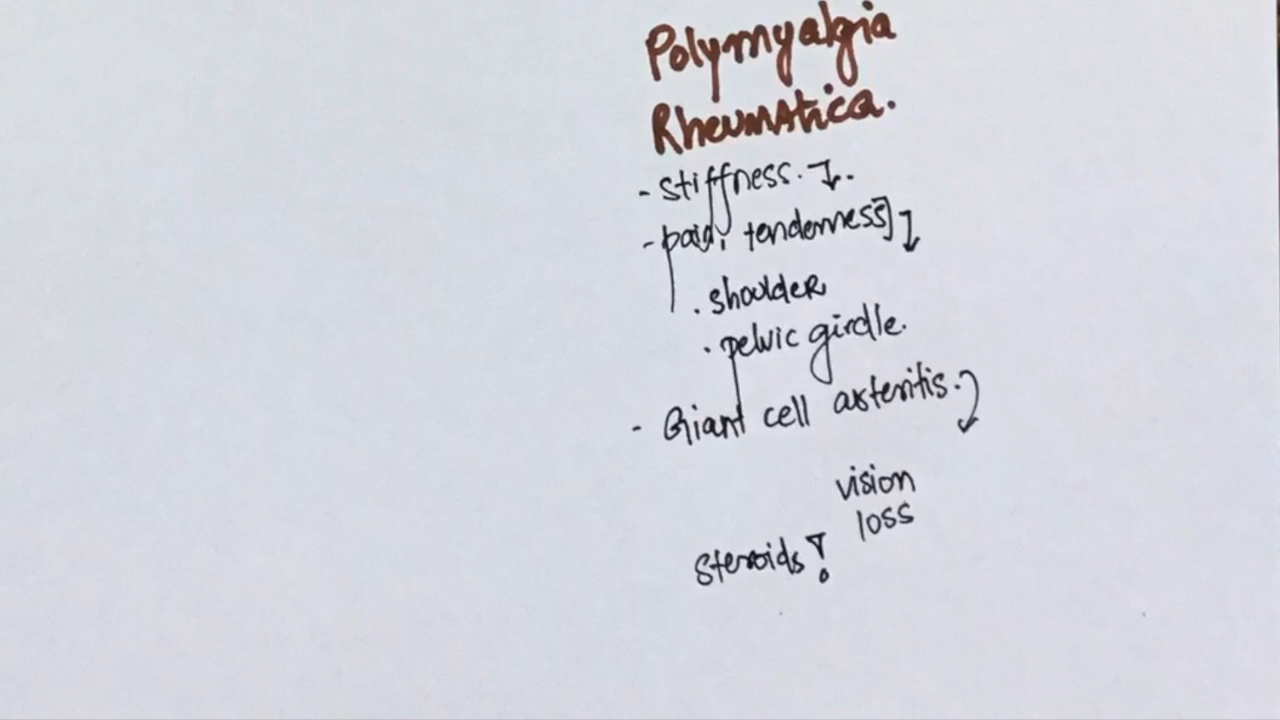 Polymyalgia
Rheumatica.
- stiffness.
- pain, tenderness]
. shoulder
. pelvic girdle.
- Giant cell arteritis.
vision
loss
steroids!